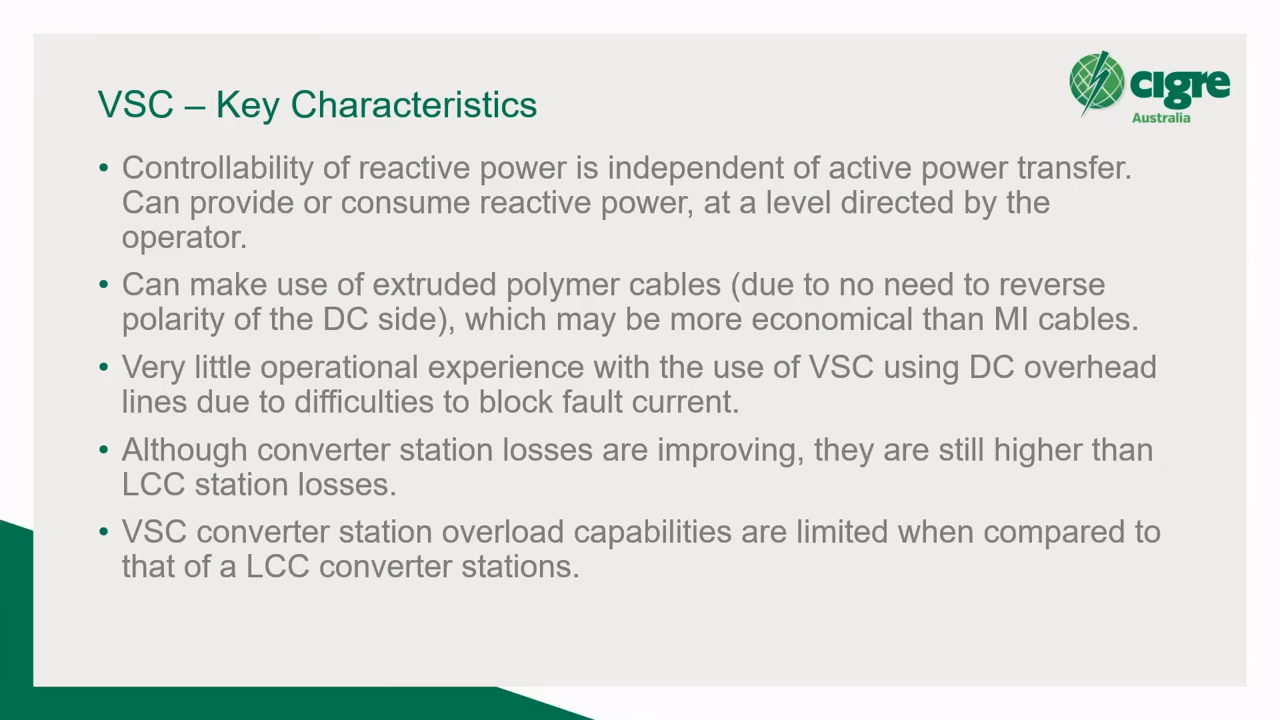 cigre
Australia
VSC – Key Characteristics
• Controllability of reactive power is independent of active power transfer.
Can provide or consume reactive power, at a level directed by the
operator.
• Can make use of extruded polymer cables (due to no need to reverse
polarity of the DC side), which may be more economical than MI cables.
• Very little operational experience with the use of VSC using DC overhead
lines due to difficulties to block fault current.
• Although converter station losses are improving, they are still higher than
LCC station losses.
• VSC converter station overload capabilities are limited when compared to
that of a LCC converter stations.